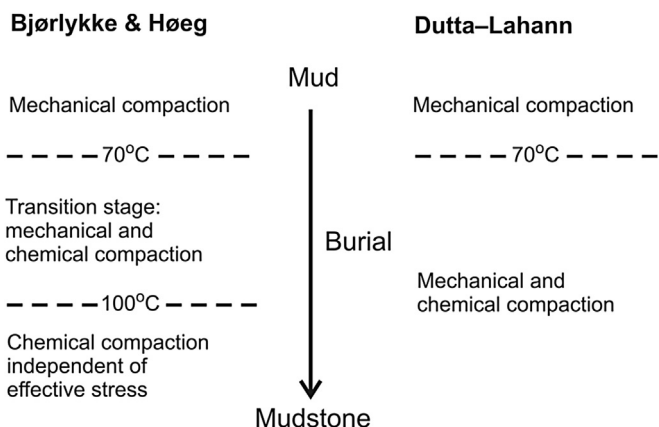 Bjørlykke & Høeg
Mechanical compaction
70°C
Transition stage:
mechanical and
chemical compaction
100°C
Chemical compaction
independent of
effective stress
Mud
Burial
Mudstone
Dutta–Lahann
Mechanical compaction
70°C
Mechanical and
chemical compaction